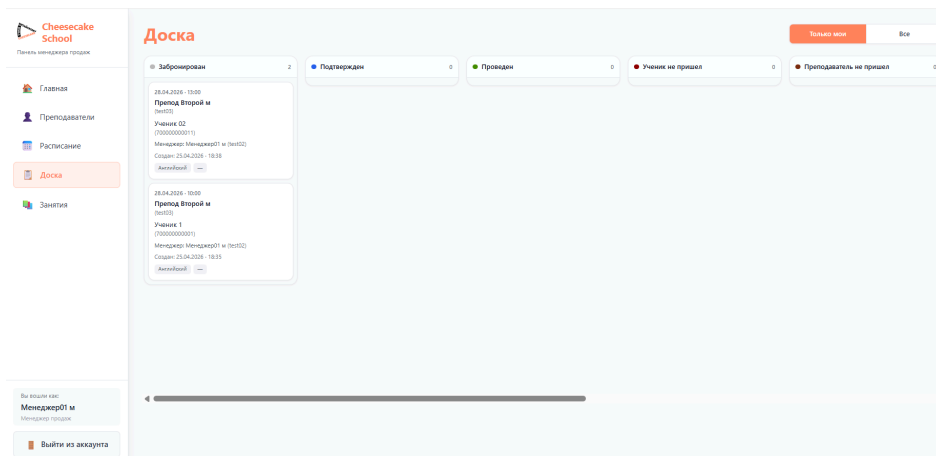 Cheesecake
School
Панель менеджера продаж
Главная
Преподаватели
Расписание
Доска
Занятия
Вы вошли как:
Менеджер01 м
Менеджер продаж
Выйти из аккаунта
Доска
Только мои
Все
Забронирован 2
28.04.2026 - 13:00
Препод Второй м
(test03)
Ученик 02
(700000000011)
Менеджер: Менеджер01 м (test02)
Создан: 25.04.2026 - 18:38
Английский —
28.04.2026 - 10:00
Препод Второй м
(test03)
Ученик 1
(700000000001)
Менеджер: Менеджер01 м (test02)
Создан: 25.04.2026 - 18:35
Английский —
Подтвержден 0
Проведен 0
Ученик не пришел 0
Преподаватель не пришел 0